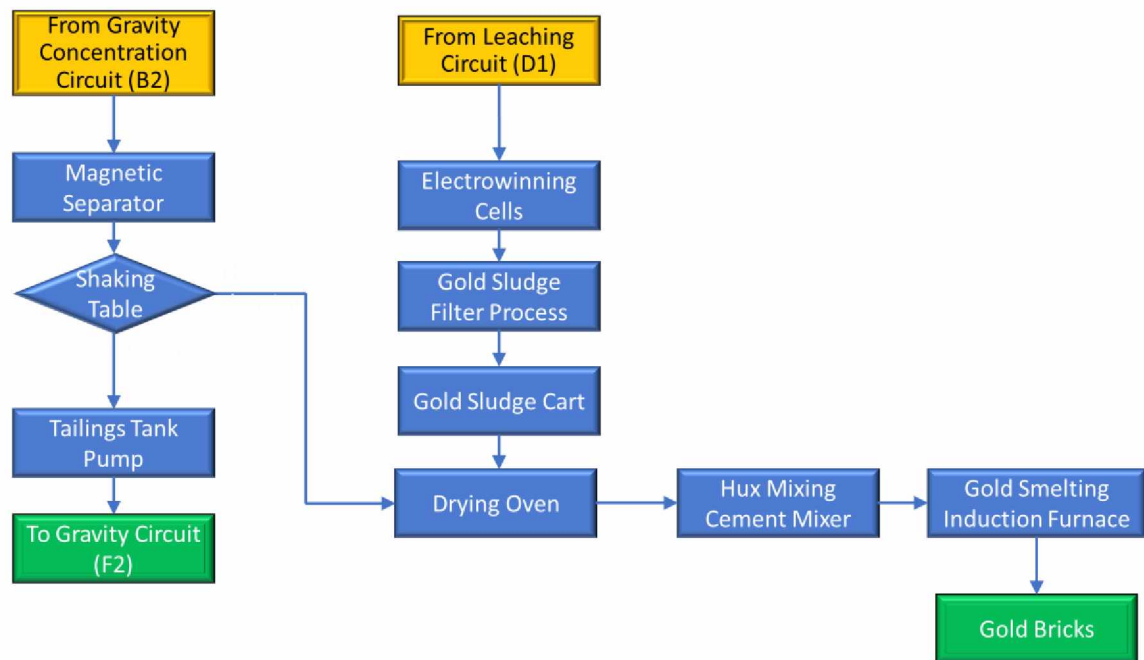 From Gravity
Concentration
Circuit (B2)
Magnetic
Separator
Shaking
Table
Tailings Tank
Pump
To Gravity Circuit
(F2)
From Leaching
Circuit (D1)
Electrowinning
Cells
Gold Sludge
Filter Process
Gold Sludge Cart
Drying Oven
Hux Mixing
Cement Mixer
Gold Smelting
Induction Furnace
Gold Bricks